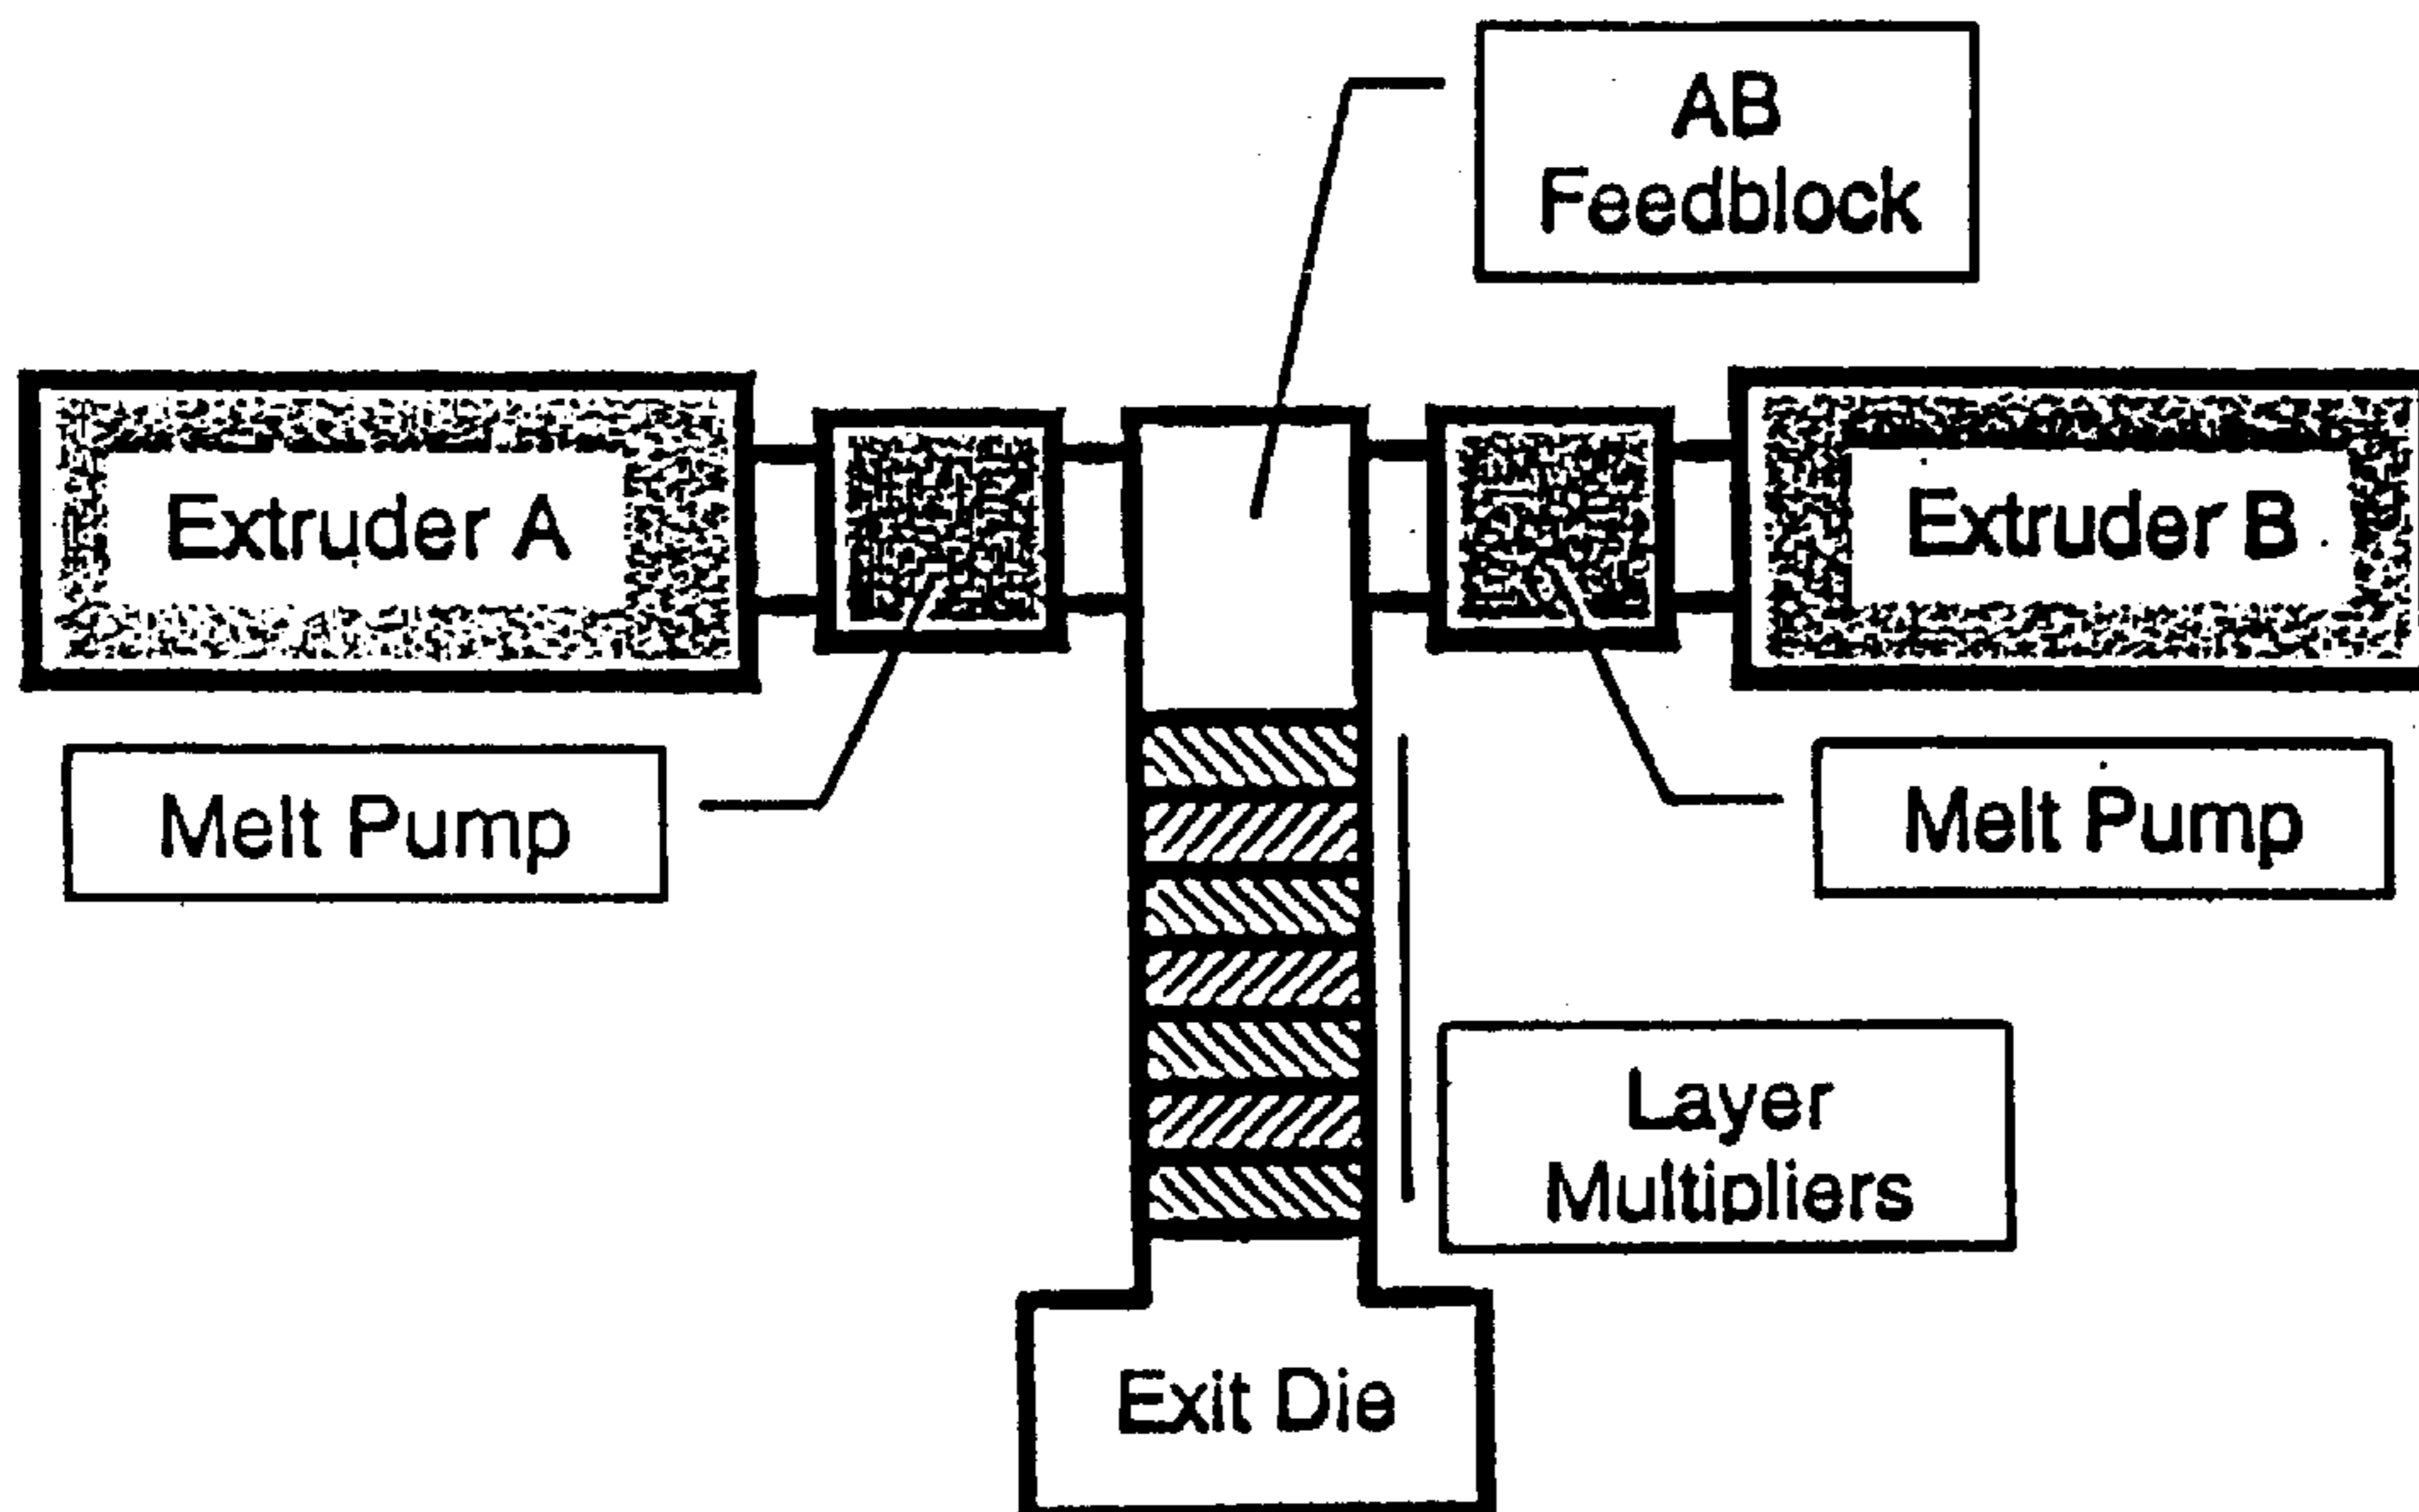 AB
Feedblock
Extruder A
Extruder B
Melt Pump
Melt Pump
Layer
Multipliers
Exit Die